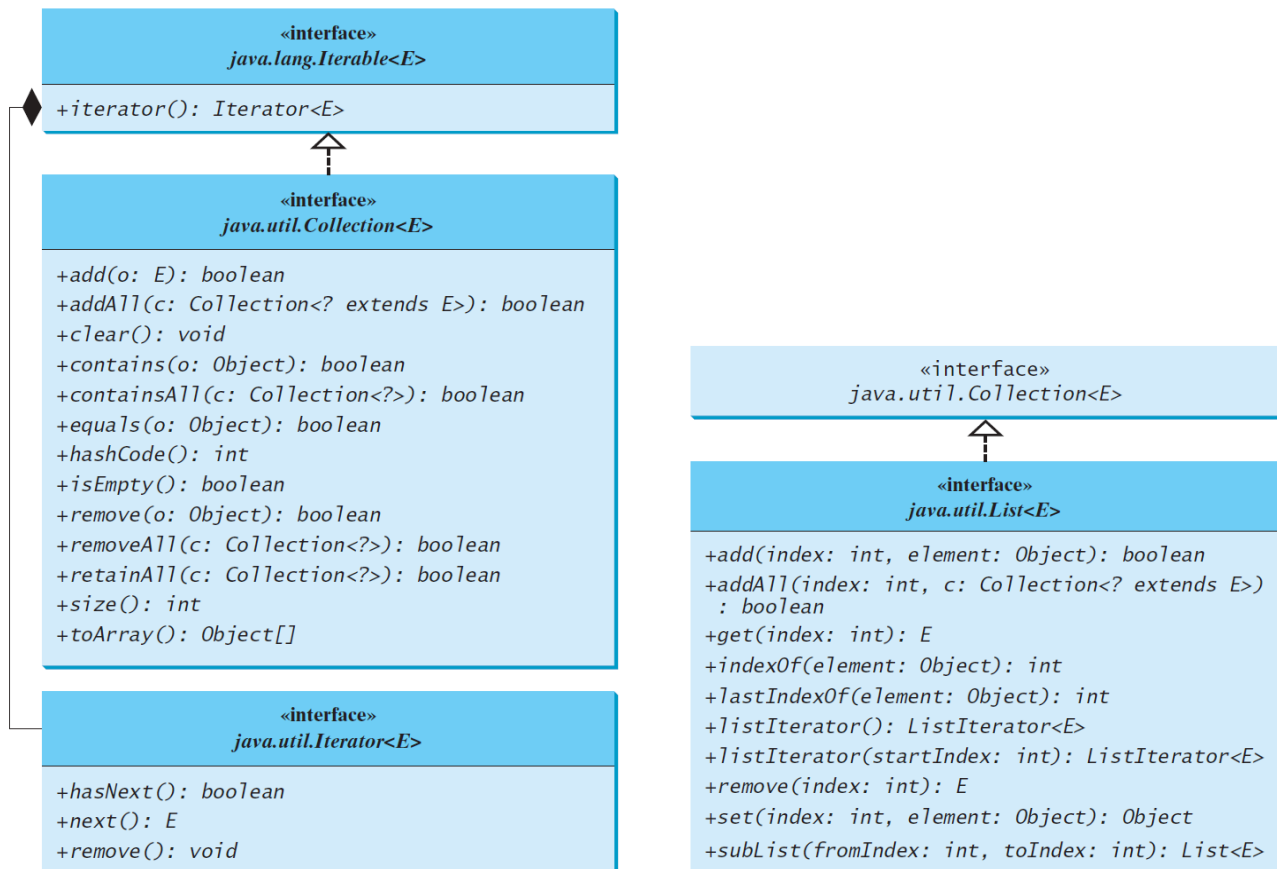 «interface»
java.lang.Iterable<E>
+iterator(): Iterator<E>
«interface»
java.util.Collection<E>
+add(o: E): boolean
+addAll(c: Collection<? extends E>): boolean
+clear(): void
+contains(o: Object): boolean
+containsAll(c: Collection<?>): boolean
+equals(o: Object): boolean
+hashCode(): int
+isEmpty(): boolean
+remove(o: Object): boolean
+removeAll(c: Collection<?>): boolean
+retainAll(c: Collection<?>): boolean
+size(): int
+toArray(): Object[]
«interface»
java.util.Iterator<E>
+hasNext(): boolean
+next(): E
+remove(): void
«interface»
java.util.Collection<E>
«interface»
java.util.List<E>
+add(index: int, element: Object): boolean
+addAll(index: int, c: Collection<? extends E>)
: boolean
+get(index: int): E
+indexOf(element: Object): int
+lastIndexOf(element: Object): int
+listIterator(): ListIterator<E>
+listIterator(startIndex: int): ListIterator<E>
+remove(index: int): E
+set(index: int, element: Object): Object
+subList(fromIndex: int, toIndex: int): List<E>